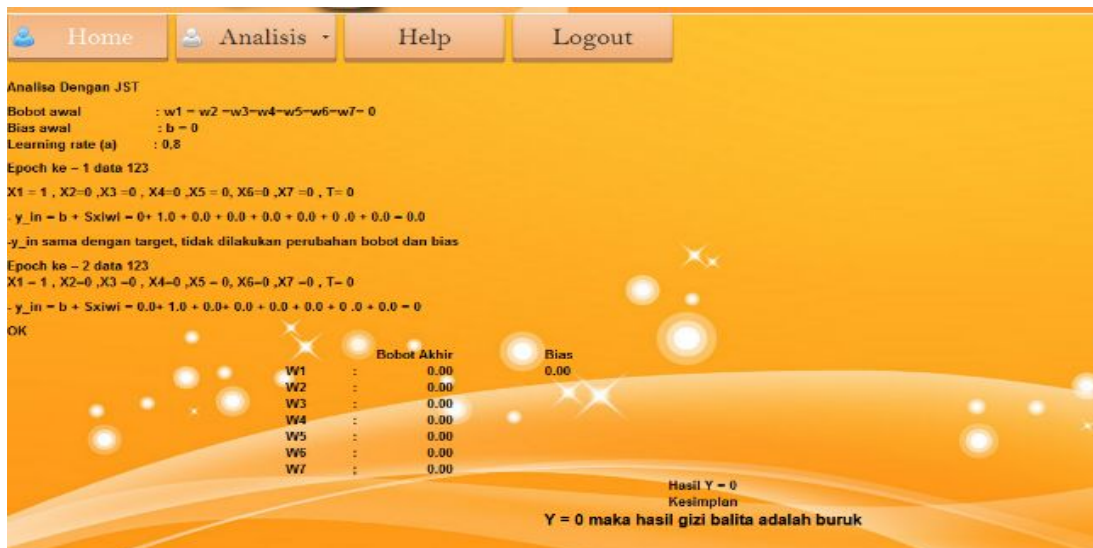 Home Analisis Help Logout
Analisa Dengan JST
Bobot awal : w1 = w2 =w3=w4=w5=w6=w7= 0
Bias awal : b = 0
Learning rate (a) : 0,8
Epoch ke – 1 data 123
X1 = 1 , X2=0 ,X3 =0 , X4=0 ,X5 = 0, X6=0 ,X7 =0 , T= 0
- y_in = b + Sxiwi = 0+ 1.0 + 0.0 + 0.0 + 0.0 + 0.0 + 0 .0 + 0.0 = 0.0
-y_in sama dengan target, tidak dilakukan perubahan bobot dan bias
Epoch ke – 2 data 123
X1 = 1 , X2=0 ,X3 =0 , X4=0 ,X5 = 0, X6=0 ,X7 =0 , T= 0
- y_in = b + Sxiwi = 0.0+ 1.0 + 0.0+ 0.0 + 0.0 + 0.0 + 0 .0 + 0.0 = 0
OK
Bobot Akhir Bias
W1 : 0.00 0.00
W2 : 0.00
W3 : 0.00
W4 : 0.00
W5 : 0.00
W6 : 0.00
W7 : 0.00
Hasil Y = 0
Kesimplan
Y = 0 maka hasil gizi balita adalah buruk